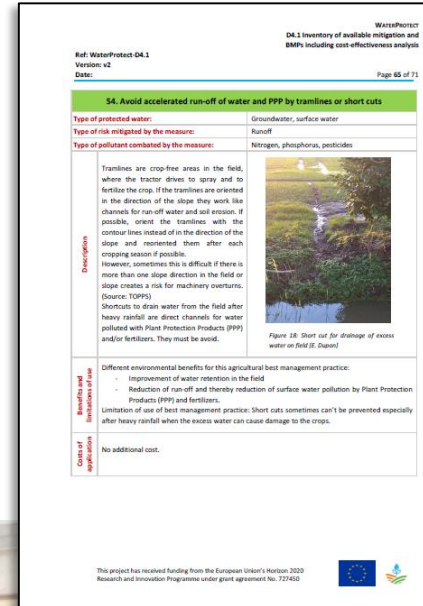 WATERPROTECT
D4.1 Inventory of available mitigation and
BMPs including cost-effectiveness analysis
Ref: WaterProtect-D4.1
Version: v2
Date:
Page 65 of 71
54. Avoid accelerated run-off of water and PPP by tramlines or short cuts
Type of protected water:
Groundwater, surface water
Type of risk mitigated by the measure:
Runoff
Type of pollutant combated by the measure:
Nitrogen, phosphorus, pesticides
Description
Tramlines are crop-free areas in the field,
where the tractor drives to spray and to
fertilize the crop. If the tramlines are oriented
in the direction of the slope they work like
channels for run-off water and soil erosion. If
possible, orient the tramlines with the
contour lines instead of in the direction of the
slope and reoriented them after each
cropping season if possible.
However, sometimes this is difficult if there is
more than one slope direction in the field or
slope creates a risk for machinery overturns.
(Source: TOPPS)
Shortcuts to drain water from the field after
heavy rainfall are direct channels for water
polluted with Plant Protection Products (PPP)
and/or fertilizers. They must be avoid.
Figure 18: Short cut for drainage of excess
water on field [E. Dupon]
Benefits and
limitations of use
Different environmental benefits for this agricultural best management practice:
- Improvement of water retention in the field
- Reduction of run-off and thereby reduction of surface water pollution by Plant Protection
Products (PPP) and fertilizers.
Limitation of use of best management practice: Short cuts sometimes can't be prevented especially
after heavy rainfall when the excess water can cause damage to the crops.
Costs of
application
No additional cost.
This project has received funding from the European Union's Horizon 2020
Research and Innovation Programme under grant agreement No. 727450